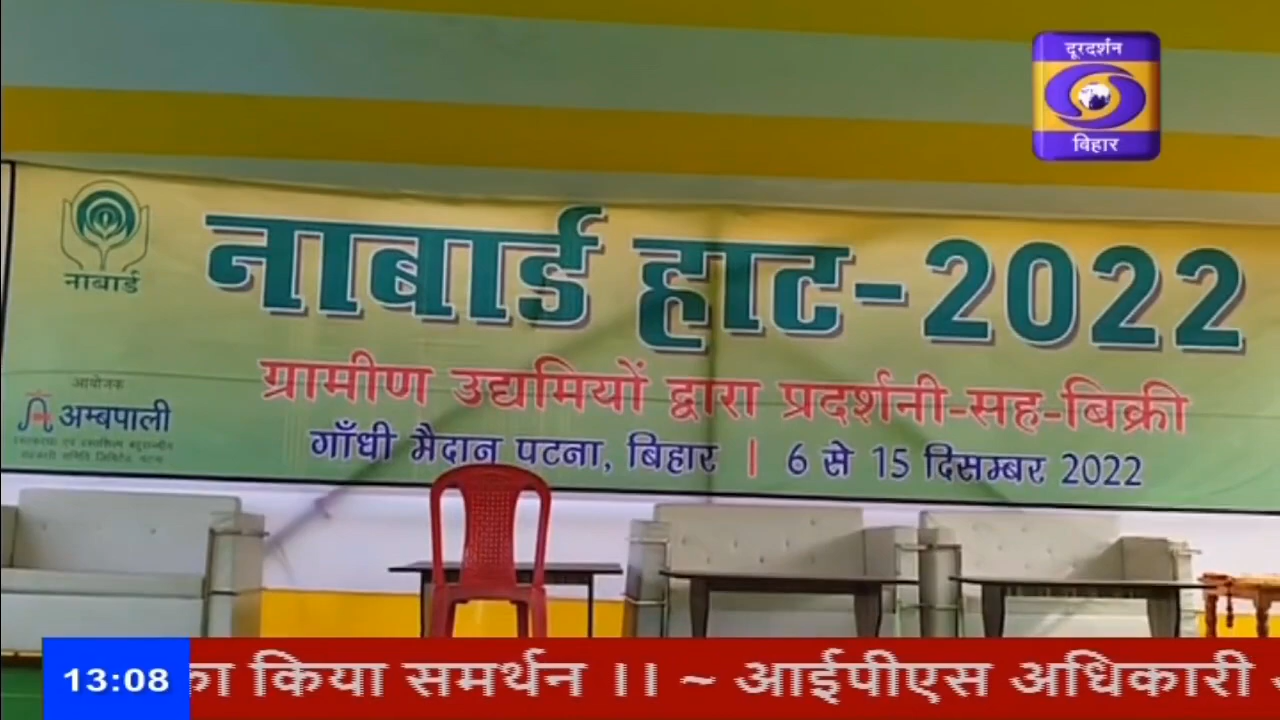 दूरदर्शन
बिहार
नाबार्ड
नाबार्ड हाट-2022
ग्रामीण उद्यमियों द्वारा प्रदर्शनी-सह-बिक्री
गाँधी मैदान पटना, बिहार | 6 से 15 दिसम्बर 2022
आयोजक
अम्बपाली
13:08 का किया समर्थन ।। ~ आईपीएस अधिकारी